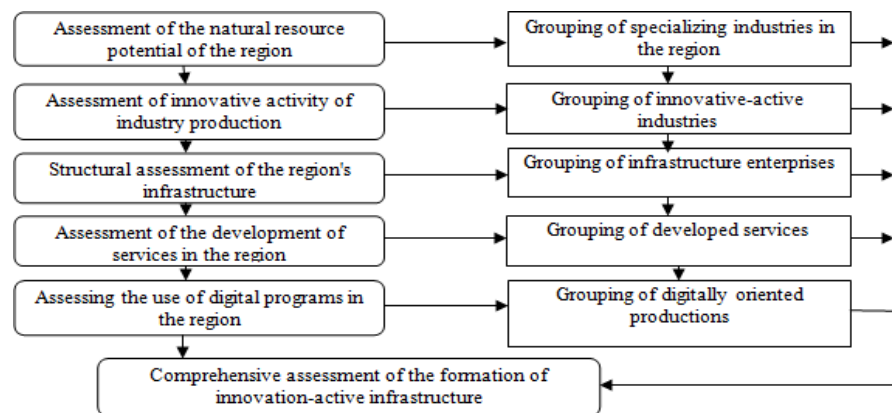 Assessment of the natural resource
potential of the region
Grouping of specializing industries in
the region
Assessment of innovative activity of
industry production
Grouping of innovative-active
industries
Structural assessment of the region's
infrastructure
Grouping of infrastructure enterprises
Assessment of the development of
services in the region
Grouping of developed services
Assessing the use of digital programs in
the region
Grouping of digitally oriented
productions
Comprehensive assessment of the formation of
innovation-active infrastructure